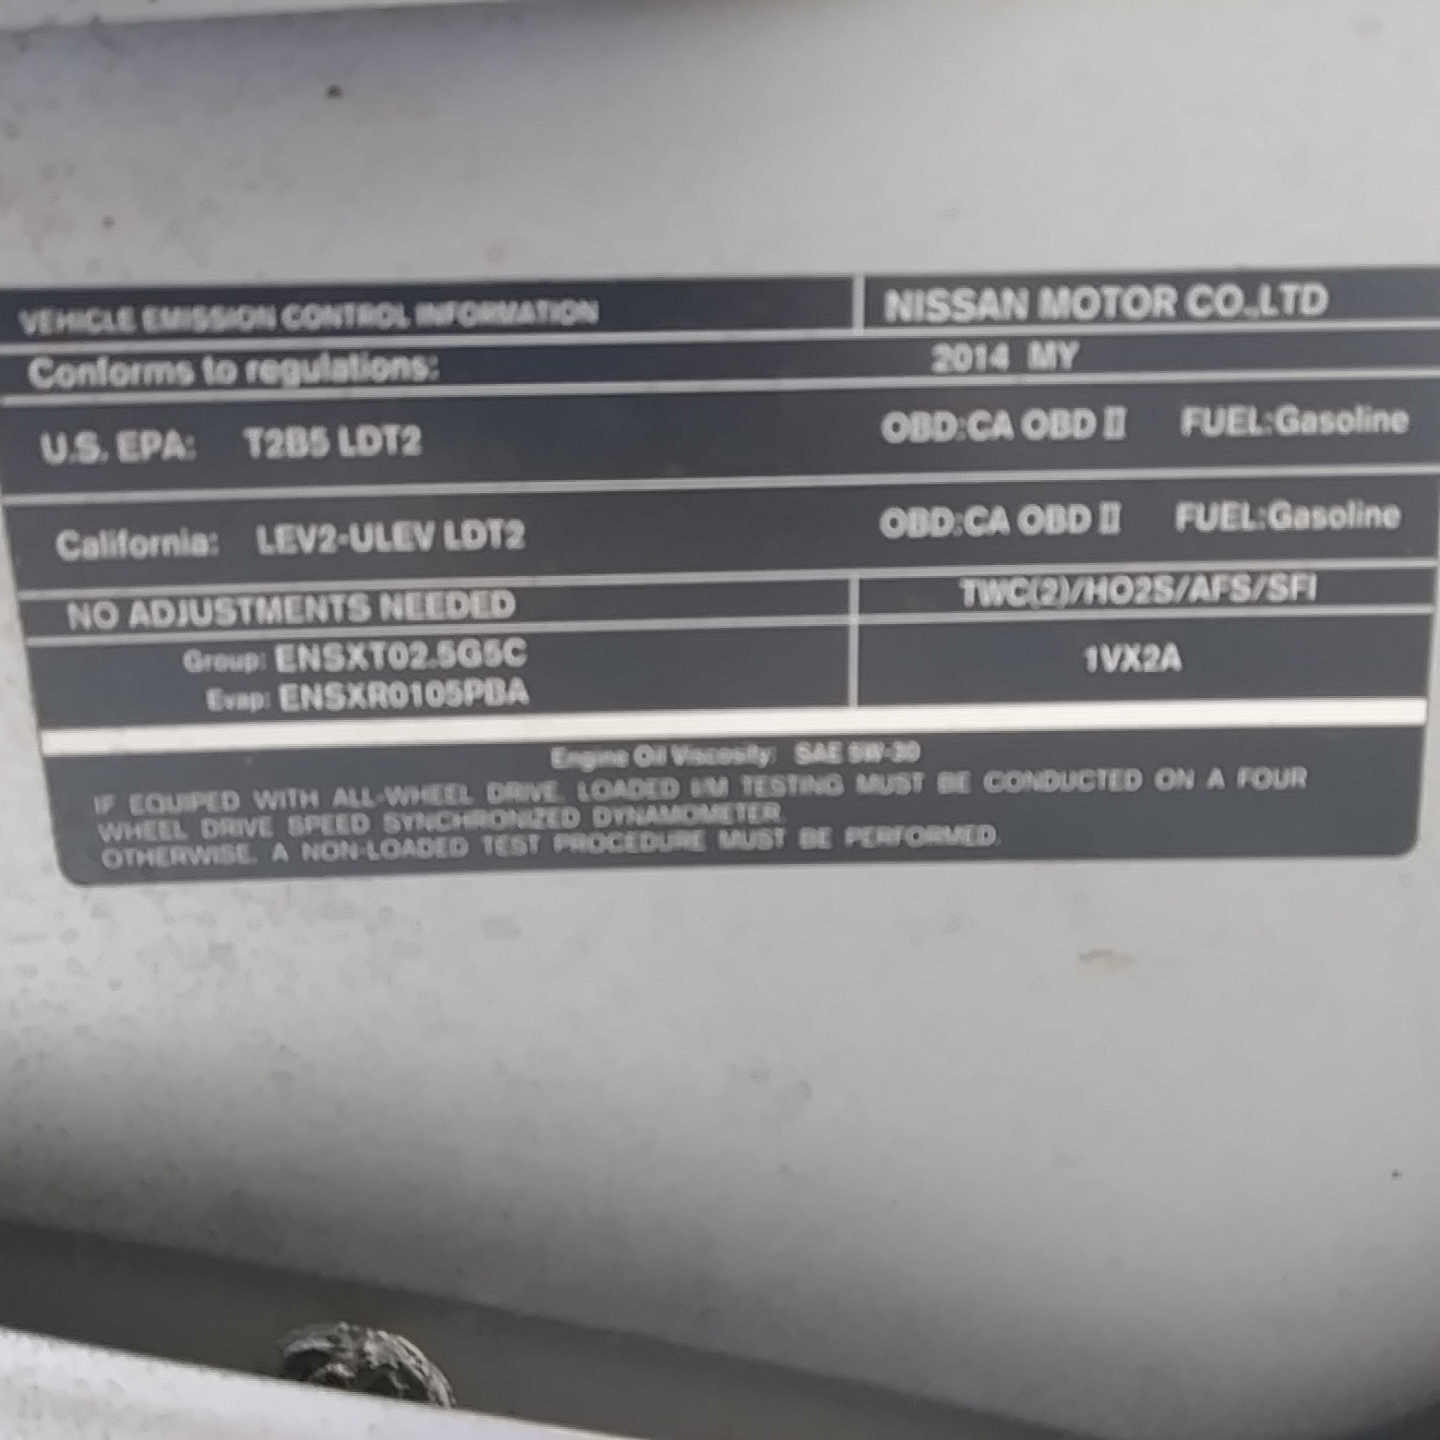 VEHICLE EMISSION CONTROL INFORMATION
NISSAN MOTOR CO.,LTD
Conforms to regulations:
2014 MY
U.S. EPA: T2B5 LDT2
OBD:CA OBD II FUEL:Gasoline
California: LEV2-ULEV LDT2
OBD:CA OBD II FUEL:Gasoline
NO ADJUSTMENTS NEEDED
TWC(2)/HO2S/AFS/SFI
Group: ENSXT02.5G5C
Evap: ENSXR0105PBA
1VX2A
Engine Oil Viscosity: SAE 5W-30
IF EQUIPED WITH ALL-WHEEL DRIVE, LOADED I/M TESTING MUST BE CONDUCTED ON A FOUR
WHEEL DRIVE SPEED SYNCHRONIZED DYNAMOMETER.
OTHERWISE, A NON-LOADED TEST PROCEDURE MUST BE PERFORMED.